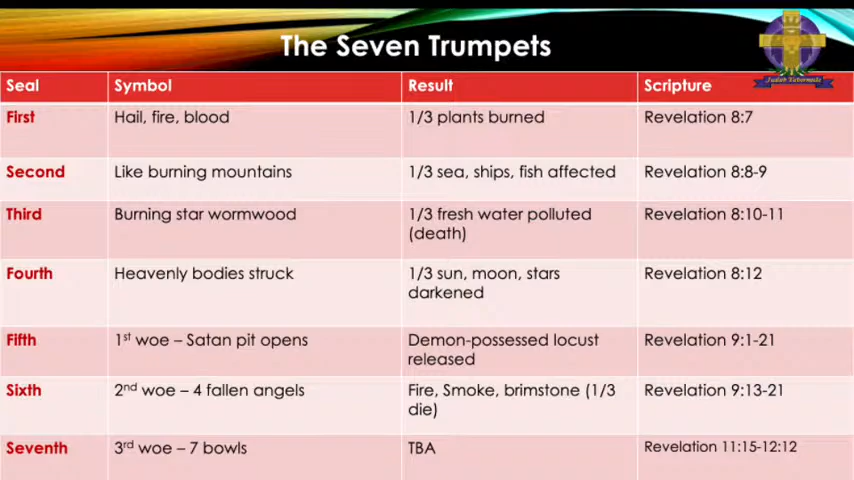 The Seven Trumpets
Judah Tabernacle
Seal Symbol Result Scripture
First Hail, fire, blood 1/3 plants burned Revelation 8:7
Second Like burning mountains 1/3 sea, ships, fish affected Revelation 8:8-9
Third Burning star wormwood 1/3 fresh water polluted (death) Revelation 8:10-11
Fourth Heavenly bodies struck 1/3 sun, moon, stars darkened Revelation 8:12
Fifth 1st woe – Satan pit opens Demon-possessed locust released Revelation 9:1-21
Sixth 2nd woe – 4 fallen angels Fire, Smoke, brimstone (1/3 die) Revelation 9:13-21
Seventh 3rd woe – 7 bowls TBA Revelation 11:15-12:12